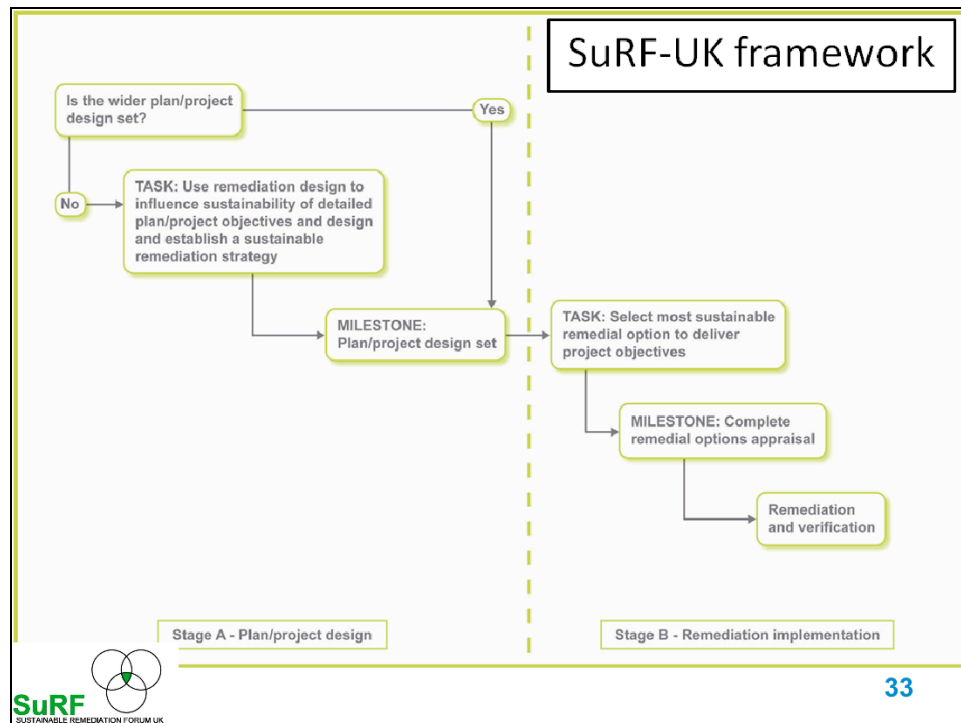 SuRF-UK framework
Is the wider plan/project
design set?
Yes
No
TASK: Use remediation design to
influence sustainability of detailed
plan/project objectives and design
and establish a sustainable
remediation strategy
MILESTONE:
Plan/project design set
TASK: Select most sustainable
remedial option to deliver
project objectives
MILESTONE: Complete
remedial options appraisal
Remediation
and verification
Stage A - Plan/project design
Stage B - Remediation implementation
SuRF
SUSTAINABLE REMEDIATION FORUM UK
33